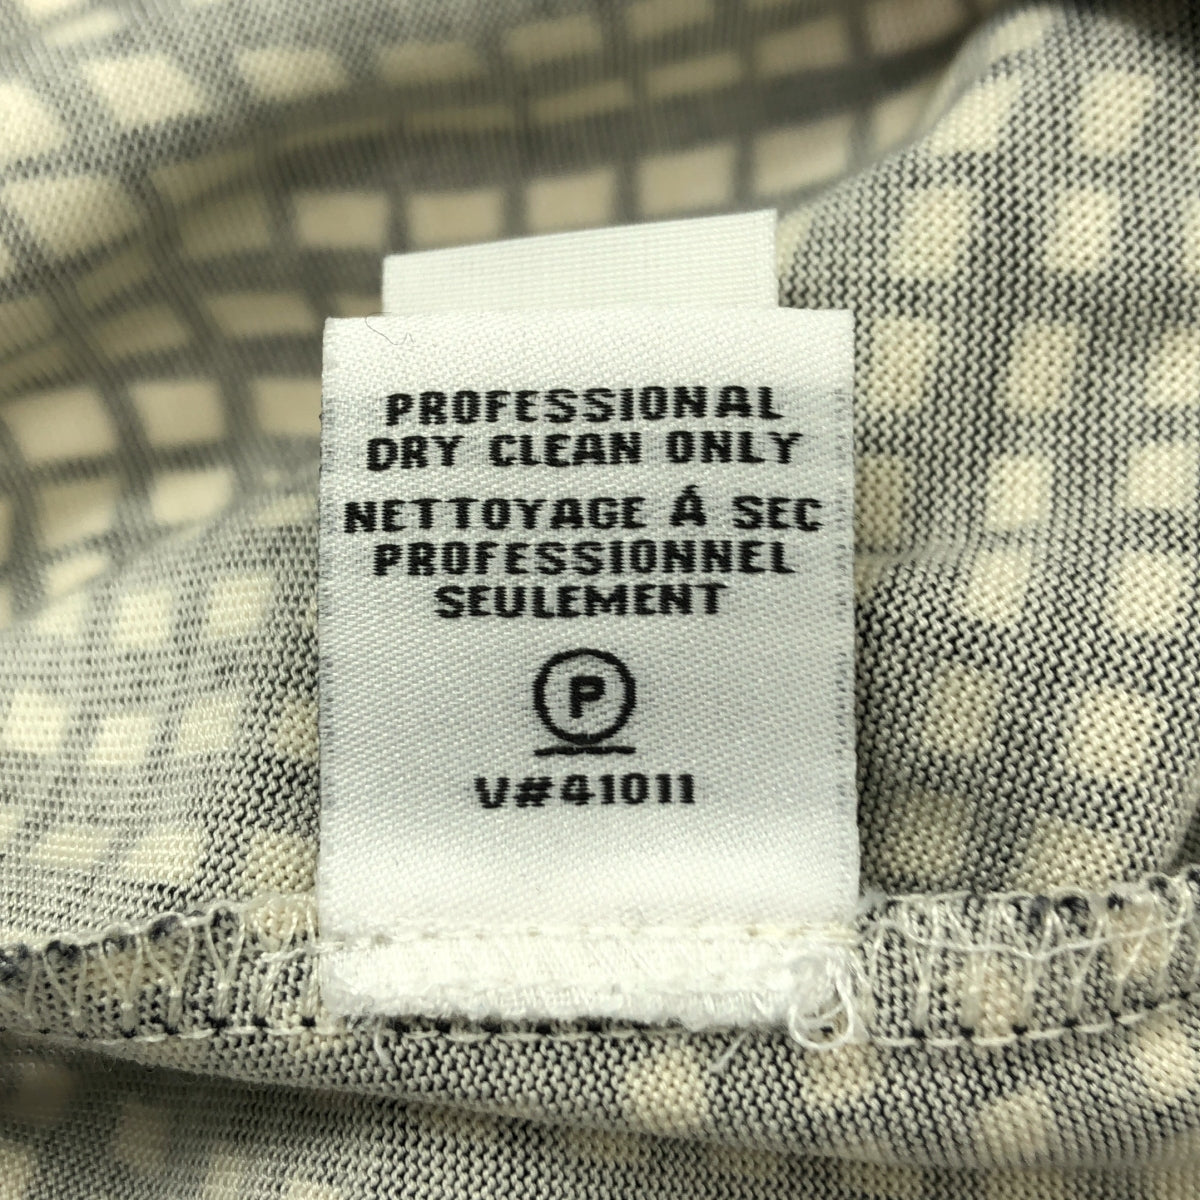 PROFESSIONAL
DRY CLEAN ONLY
NETTOYAGE Á SEC
PROFESSIONNEL
SEULEMENT
P
V#41011